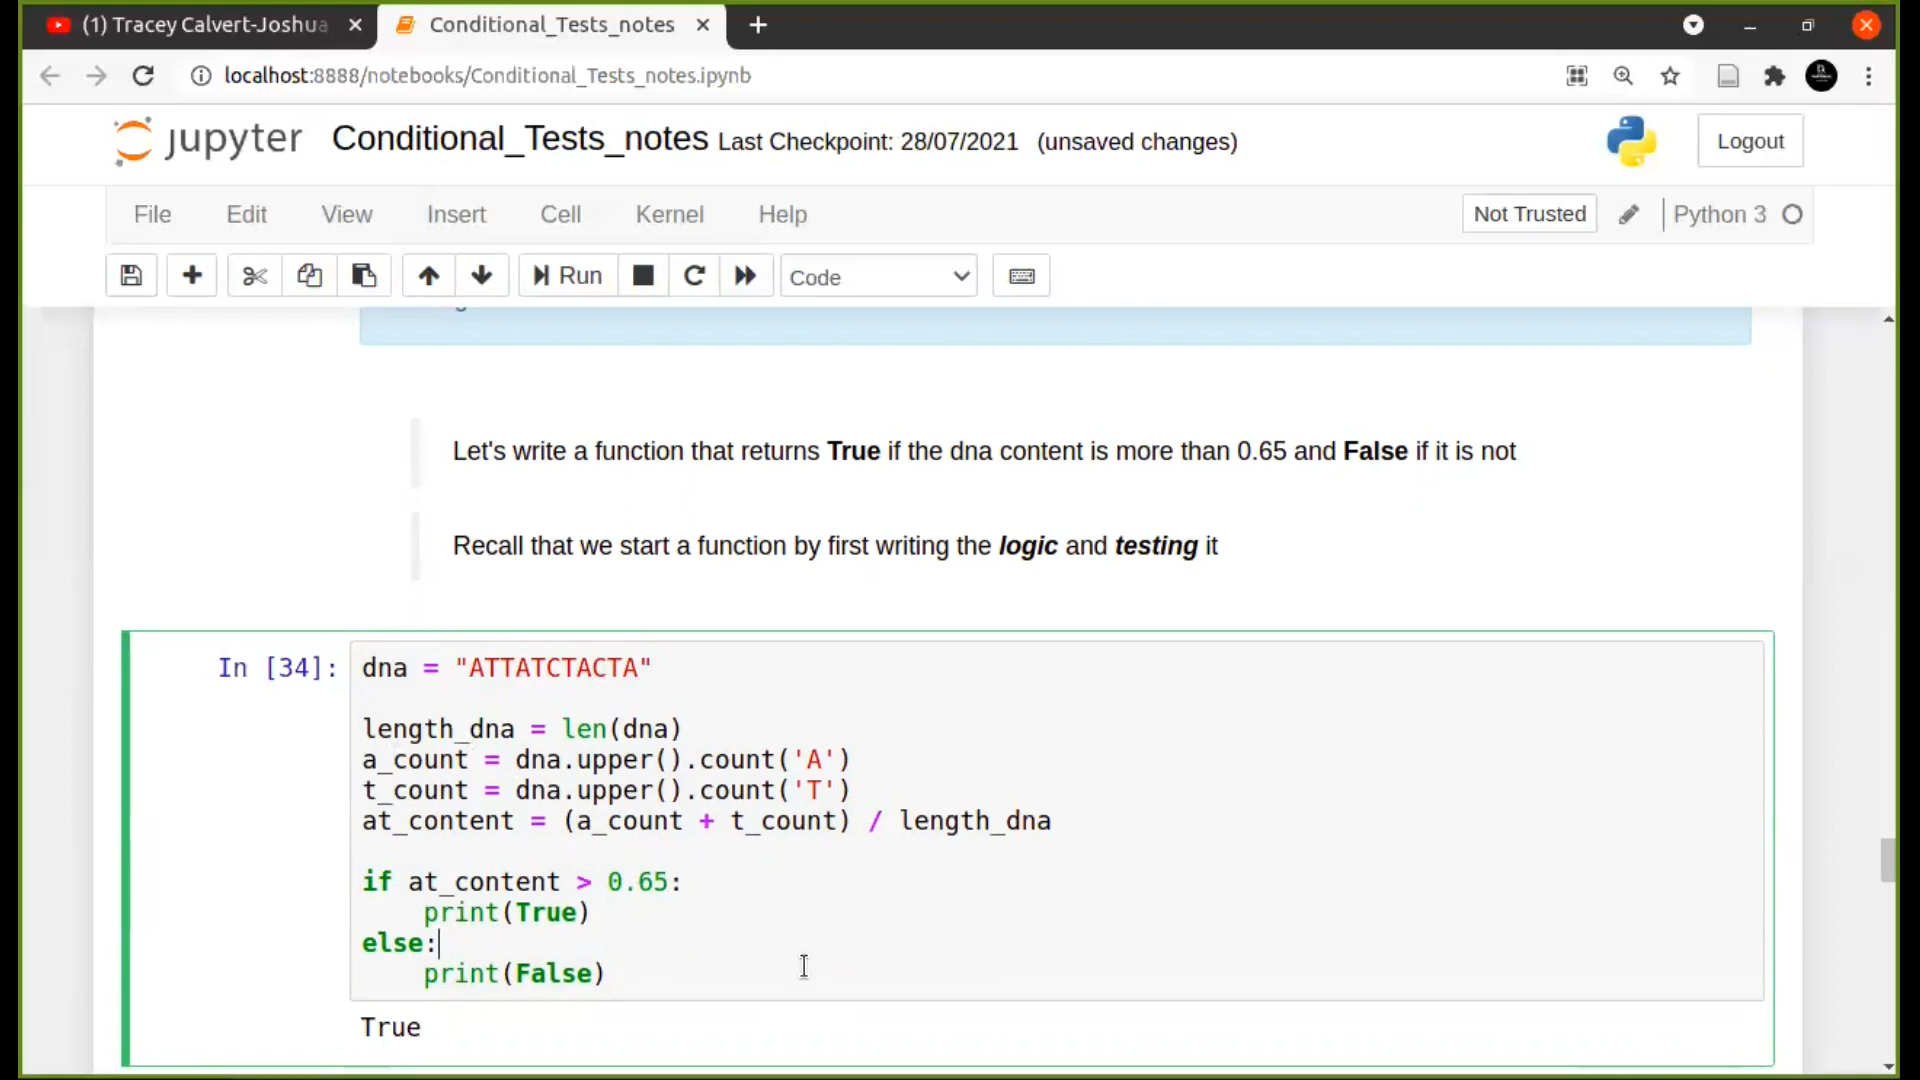 (1) Tracey Calvert-Joshua
Conditional_Tests_notes
localhost:8888/notebooks/Conditional_Tests_notes.ipynb
jupyter Conditional_Tests_notes Last Checkpoint: 28/07/2021 (unsaved changes)
Logout
File Edit View Insert Cell Kernel Help
Not Trusted
Python 3
Run
Code
Let's write a function that returns True if the dna content is more than 0.65 and False if it is not
Recall that we start a function by first writing the logic and testing it
In [34]:
dna = "ATTATCTACTA"
length_dna = len(dna)
a_count = dna.upper().count('A')
t_count = dna.upper().count('T')
at_content = (a_count + t_count) / length_dna
if at_content > 0.65:
    print(True)
else:
    print(False)
True